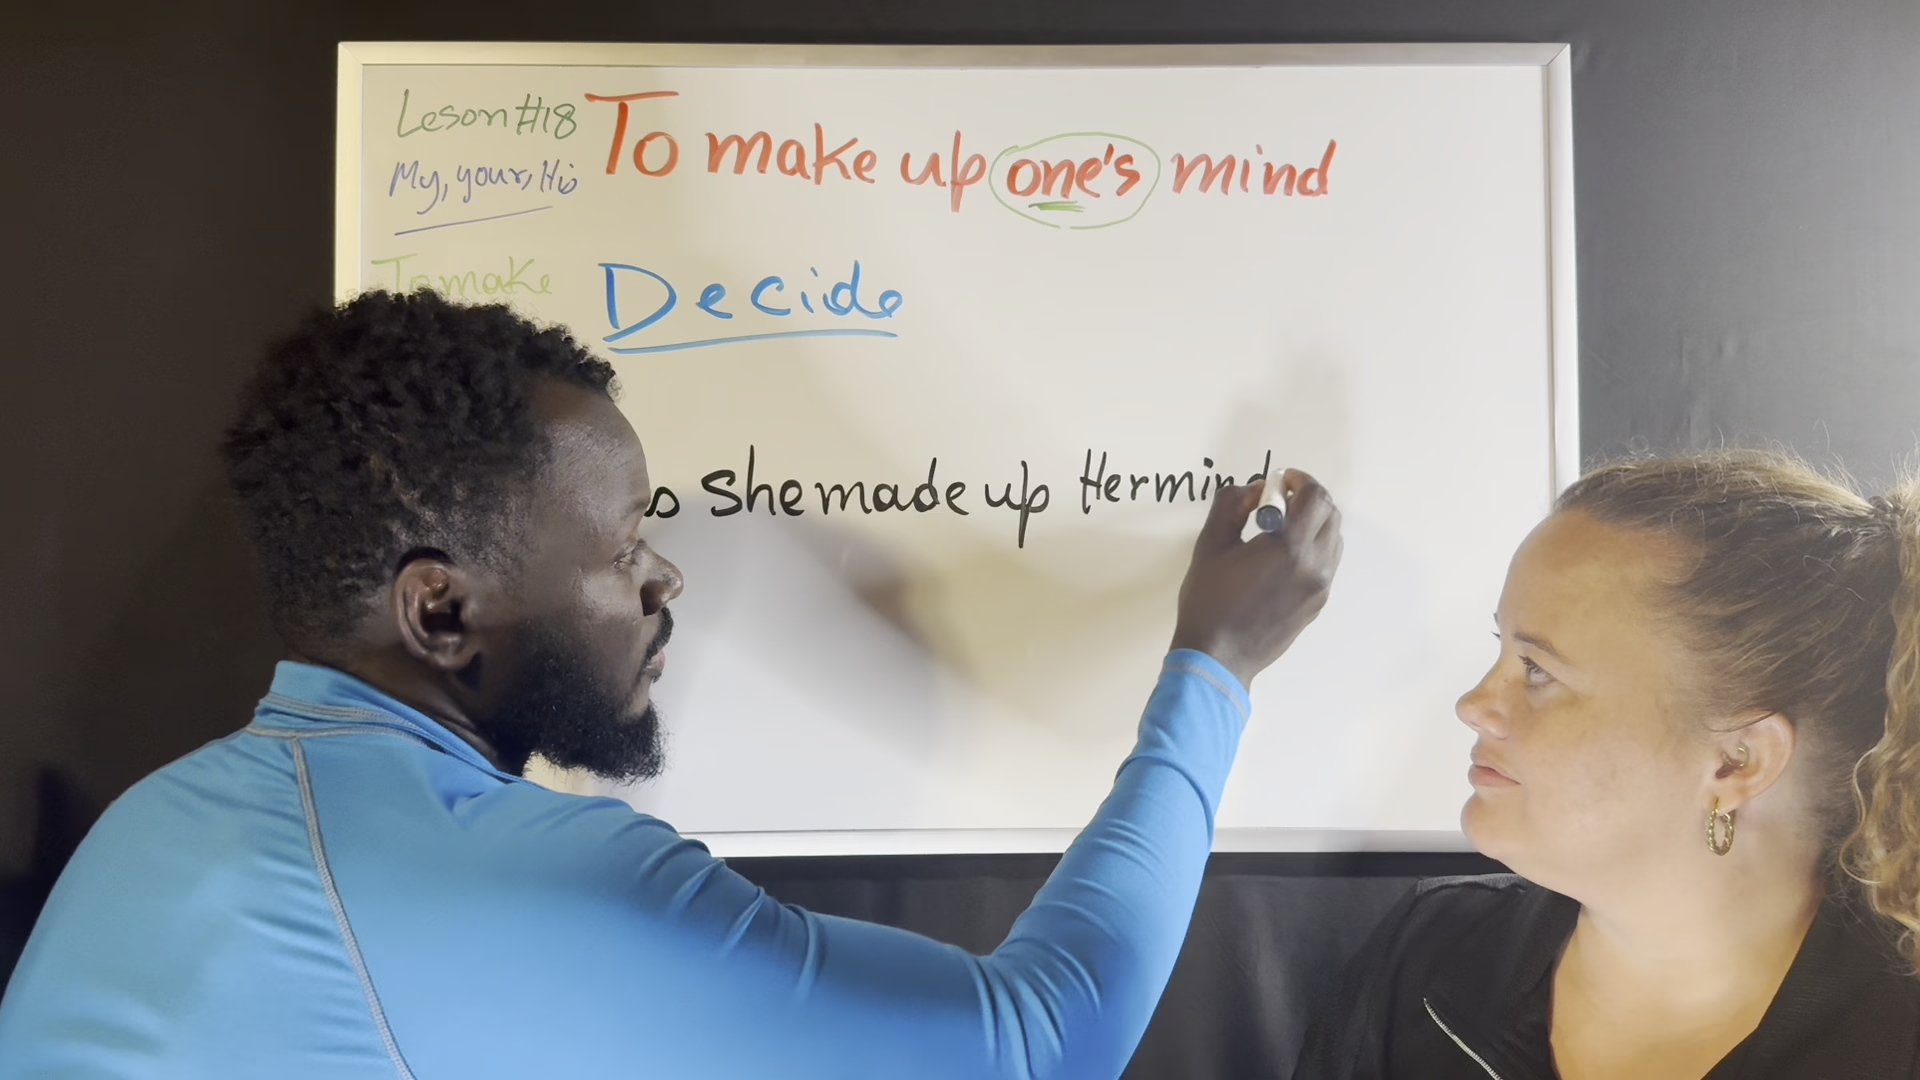 Leson #18 To make up one's mind
My, your, His
To make Decide
She made up Her mind